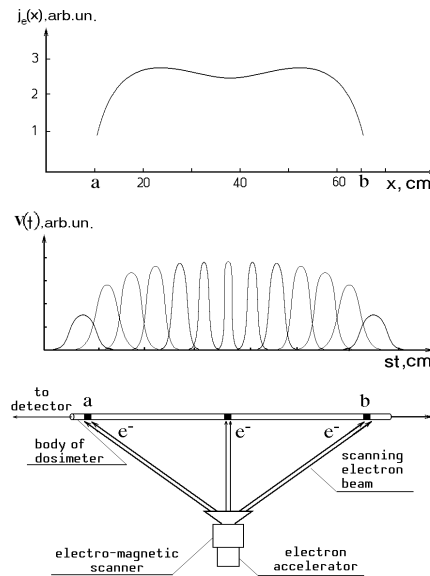 jₑ(x),arb.un.
3
2
1
a
20
40
60
b
x, cm
V(t),arb.un.
st,cm
to
detector
a
b
e⁻
e⁻
e⁻
body of
dosimeter
scanning
electron
beam
electro-magnetic
scanner
electron
accelerator